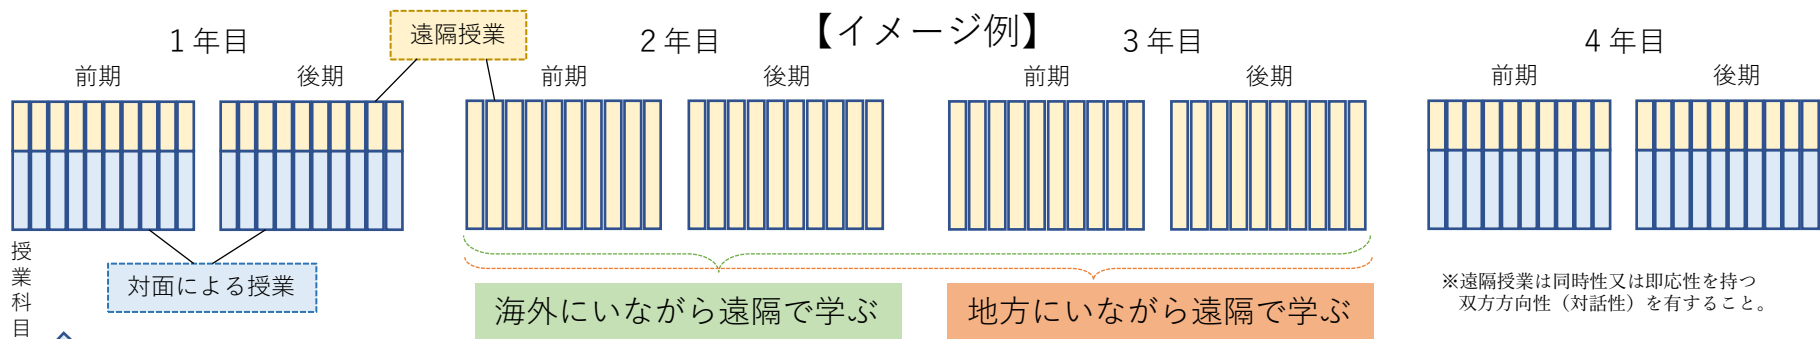 【イメージ例】
1年目
遠隔授業
2年目
3年目
4年目
前期
後期
前期
後期
前期
後期
前期
後期
授業科目
対面による授業
海外にいながら遠隔で学ぶ
地方にいながら遠隔で学ぶ
※遠隔授業は同時性又は即応性を持つ
双方方向性（対話性）を有すること。